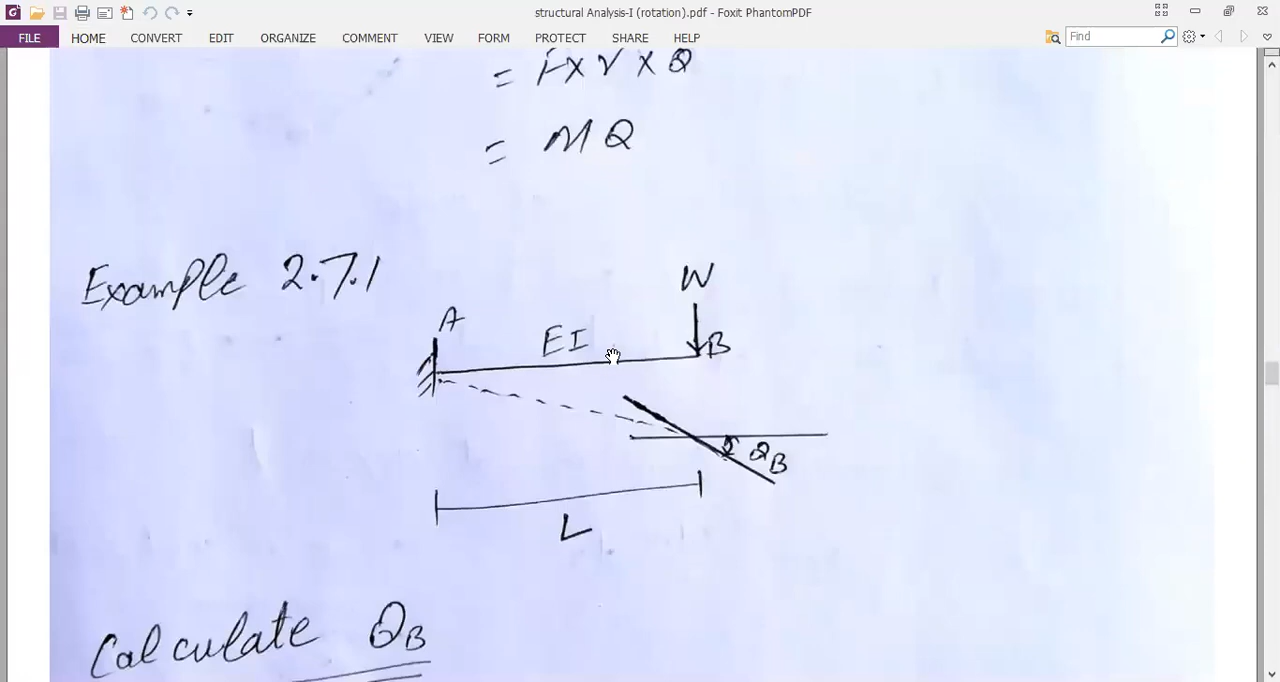 structural Analysis-I (rotation).pdf - Foxit PhantomPDF
FILE HOME CONVERT EDIT ORGANIZE COMMENT VIEW FORM PROTECT SHARE HELP Find
= M θ
Example 2.7.1
W
A
EI
B
θB
L
Calculate θB